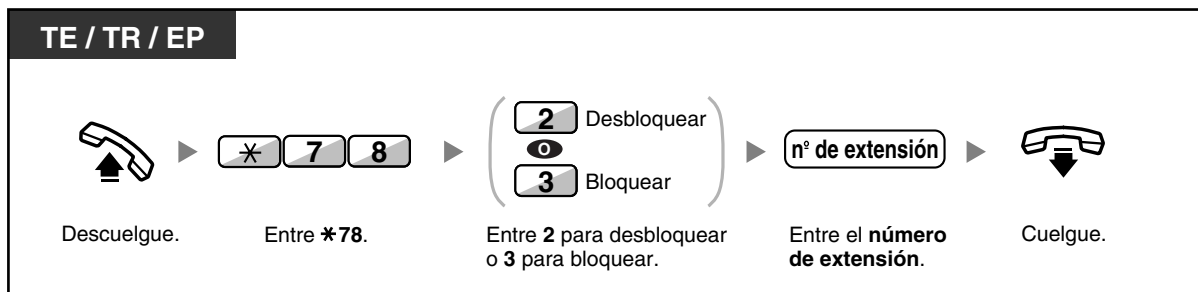 TE / TR / EP
2 Desbloquear
* 7 8
o
nº de extensión
3 Bloquear
Descuelgue.
Entre *78.
Entre 2 para desbloquear
o 3 para bloquear.
Entre el número
de extensión.
Cuelgue.